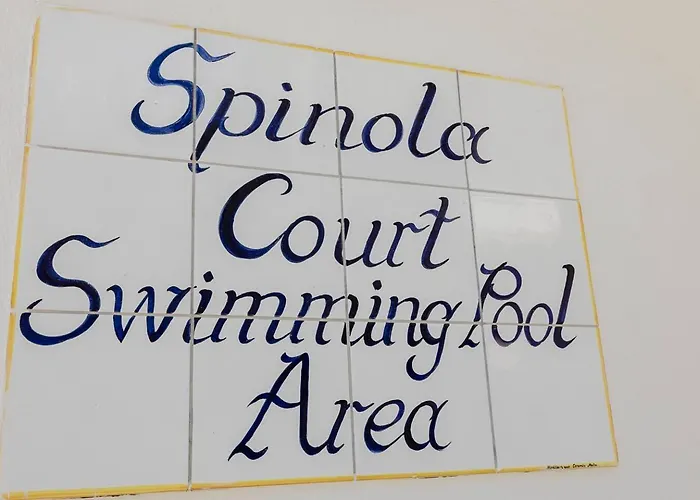 Spinola
Court
Swimming Pool
Area